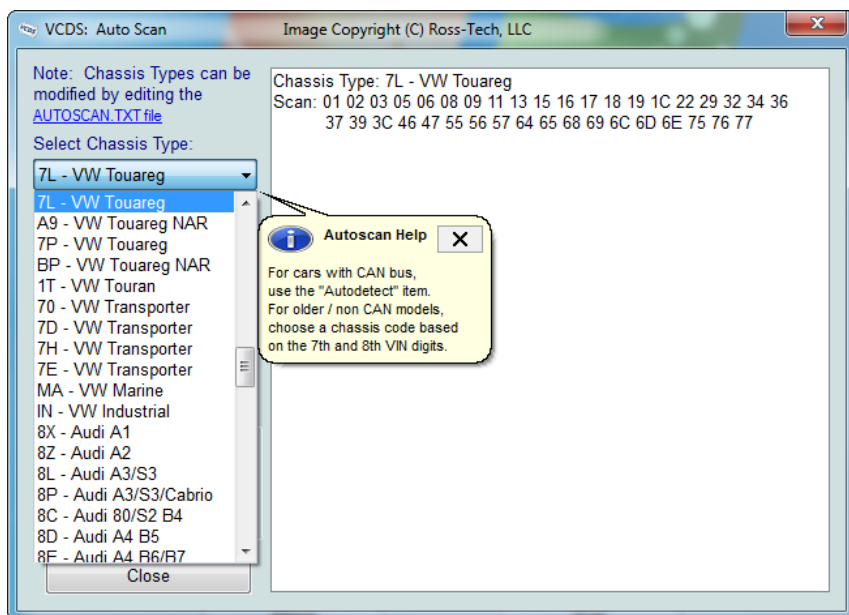 VCDS: Auto Scan
Image Copyright (C) Ross-Tech, LLC
Note: Chassis Types can be
modified by editing the
AUTOSCAN.TXT file
Select Chassis Type:
7L - VW Touareg
7L - VW Touareg
A9 - VW Touareg NAR
7P - VW Touareg
BP - VW Touareg NAR
1T - VW Touran
70 - VW Transporter
7D - VW Transporter
7H - VW Transporter
7E - VW Transporter
MA - VW Marine
IN - VW Industrial
8X - Audi A1
8Z - Audi A2
8L - Audi A3/S3
8P - Audi A3/S3/Cabrio
8C - Audi 80/S2 B4
8D - Audi A4 B5
8E - Audi A4 B6/B7
Close
Chassis Type: 7L - VW Touareg
Scan: 01 02 03 05 06 08 09 11 13 15 16 17 18 19 1C 22 29 32 34 36
37 39 3C 46 47 55 56 57 64 65 68 69 6C 6D 6E 75 76 77
Autoscan Help
For cars with CAN bus,
use the "Autodetect" item.
For older / non CAN models,
choose a chassis code based
on the 7th and 8th VIN digits.